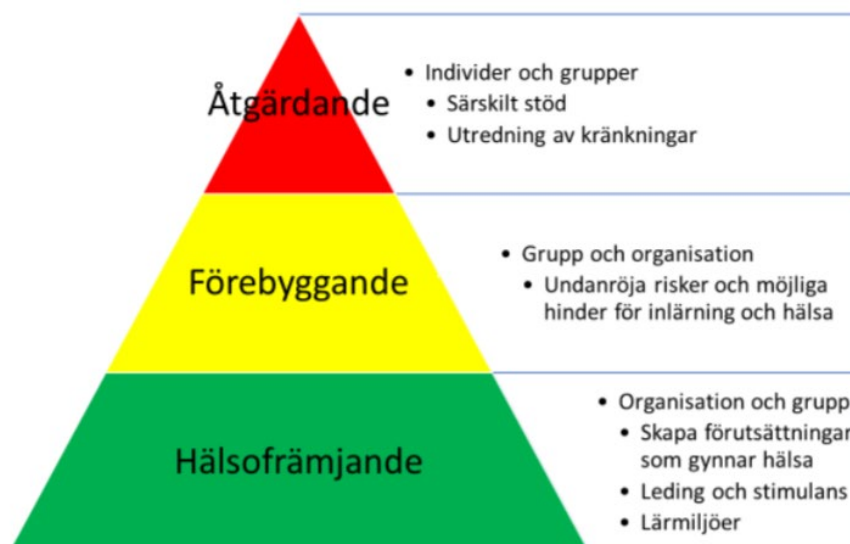 Åtgärdande
• Individer och grupper
• Särskilt stöd
• Utredning av kränkningar
Förebyggande
• Grupp och organisation
• Undanröja risker och möjliga
hinder för inlärning och hälsa
Hälsofrämjande
• Organisation och grupp
• Skapa förutsättningar
som gynnar hälsa
• Leding och stimulans
• Lärmiljöer